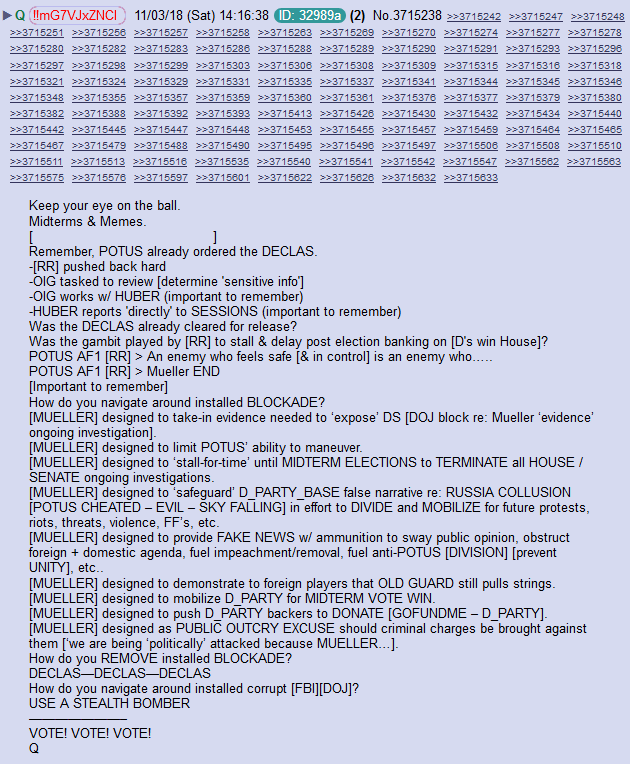 Q !!mG7VJxZNCI 11/03/18 (Sat) 14:16:38 ID: 32989a (2) No.3715238 >>3715242 >>3715247 >>3715248
>>3715251 >>3715256 >>3715257 >>3715258 >>3715263 >>3715269 >>3715270 >>3715274 >>3715277 >>3715278
>>3715280 >>3715282 >>3715283 >>3715286 >>3715288 >>3715289 >>3715290 >>3715291 >>3715293 >>3715296
>>3715297 >>3715298 >>3715299 >>3715303 >>3715306 >>3715308 >>3715309 >>3715315 >>3715316 >>3715318
>>3715321 >>3715324 >>3715329 >>3715331 >>3715335 >>3715337 >>3715341 >>3715344 >>3715345 >>3715346
>>3715348 >>3715355 >>3715357 >>3715359 >>3715360 >>3715361 >>3715376 >>3715377 >>3715379 >>3715380
>>3715382 >>3715388 >>3715392 >>3715393 >>3715413 >>3715426 >>3715430 >>3715432 >>3715434 >>3715440
>>3715442 >>3715445 >>3715447 >>3715448 >>3715453 >>3715455 >>3715457 >>3715459 >>3715464 >>3715465
>>3715467 >>3715479 >>3715488 >>3715490 >>3715495 >>3715496 >>3715497 >>3715506 >>3715508 >>3715510
>>3715511 >>3715513 >>3715516 >>3715535 >>3715540 >>3715541 >>3715542 >>3715547 >>3715562 >>3715563
>>3715575 >>3715576 >>3715597 >>3715601 >>3715622 >>3715626 >>3715632 >>3715633
Keep your eye on the ball.
Midterms & Memes.
[ ]
Remember, POTUS already ordered the DECLAS.
-[RR] pushed back hard
-OIG tasked to review [determine 'sensitive info']
-OIG works w/ HUBER (important to remember)
-HUBER reports 'directly' to SESSIONS (important to remember)
Was the DECLAS already cleared for release?
Was the gambit played by [RR] to stall & delay post election banking on [D's win House]?
POTUS AF1 [RR] > An enemy who feels safe [& in control] is an enemy who…..
POTUS AF1 [RR] > Mueller END
[Important to remember]
How do you navigate around installed BLOCKADE?
[MUELLER] designed to take-in evidence needed to ‘expose’ DS [DOJ block re: Mueller ‘evidence’
ongoing investigation].
[MUELLER] designed to limit POTUS’ ability to maneuver.
[MUELLER] designed to ‘stall-for-time’ until MIDTERM ELECTIONS to TERMINATE all HOUSE /
SENATE ongoing investigations.
[MUELLER] designed to ‘safeguard’ D_PARTY_BASE false narrative re: RUSSIA COLLUSION
[POTUS CHEATED – EVIL – SKY FALLING] in effort to DIVIDE and MOBILIZE for future protests,
riots, threats, violence, FF’s, etc.
[MUELLER] designed to provide FAKE NEWS w/ ammunition to sway public opinion, obstruct
foreign + domestic agenda, fuel impeachment/removal, fuel anti-POTUS [DIVISION] [prevent
UNITY], etc..
[MUELLER] designed to demonstrate to foreign players that OLD GUARD still pulls strings.
[MUELLER] designed to mobilize D_PARTY for MIDTERM VOTE WIN.
[MUELLER] designed to push D_PARTY backers to DONATE [GOFUNDME – D_PARTY].
[MUELLER] designed as PUBLIC OUTCRY EXCUSE should criminal charges be brought against
them [‘we are being ‘politically’ attacked because MUELLER…].
How do you REMOVE installed BLOCKADE?
DECLAS—DECLAS—DECLAS
How do you navigate around installed corrupt [FBI][DOJ]?
USE A STEALTH BOMBER
——————–
VOTE! VOTE! VOTE!
Q